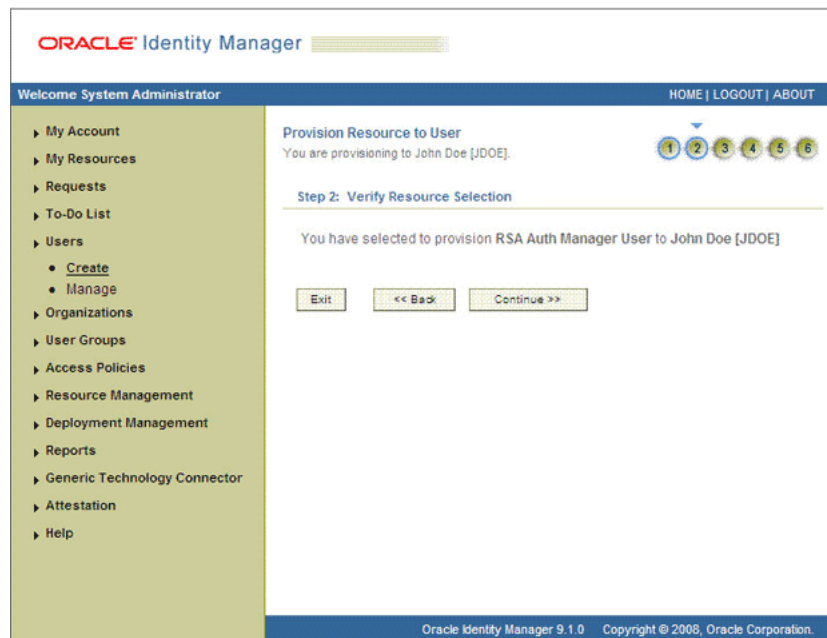 ORACLE Identity Manager
Welcome System Administrator
HOME | LOGOUT | ABOUT
My Account
My Resources
Requests
To-Do List
Users
Create
Manage
Organizations
User Groups
Access Policies
Resource Management
Deployment Management
Reports
Generic Technology Connector
Attestation
Help
Provision Resource to User
You are provisioning to John Doe [JDOE].
1 2 3 4 5 6
Step 2: Verify Resource Selection
You have selected to provision RSA Auth Manager User to John Doe [JDOE]
Exit
<< Back
Continue >>
Oracle Identity Manager 9.1.0 Copyright © 2008, Oracle Corporation.